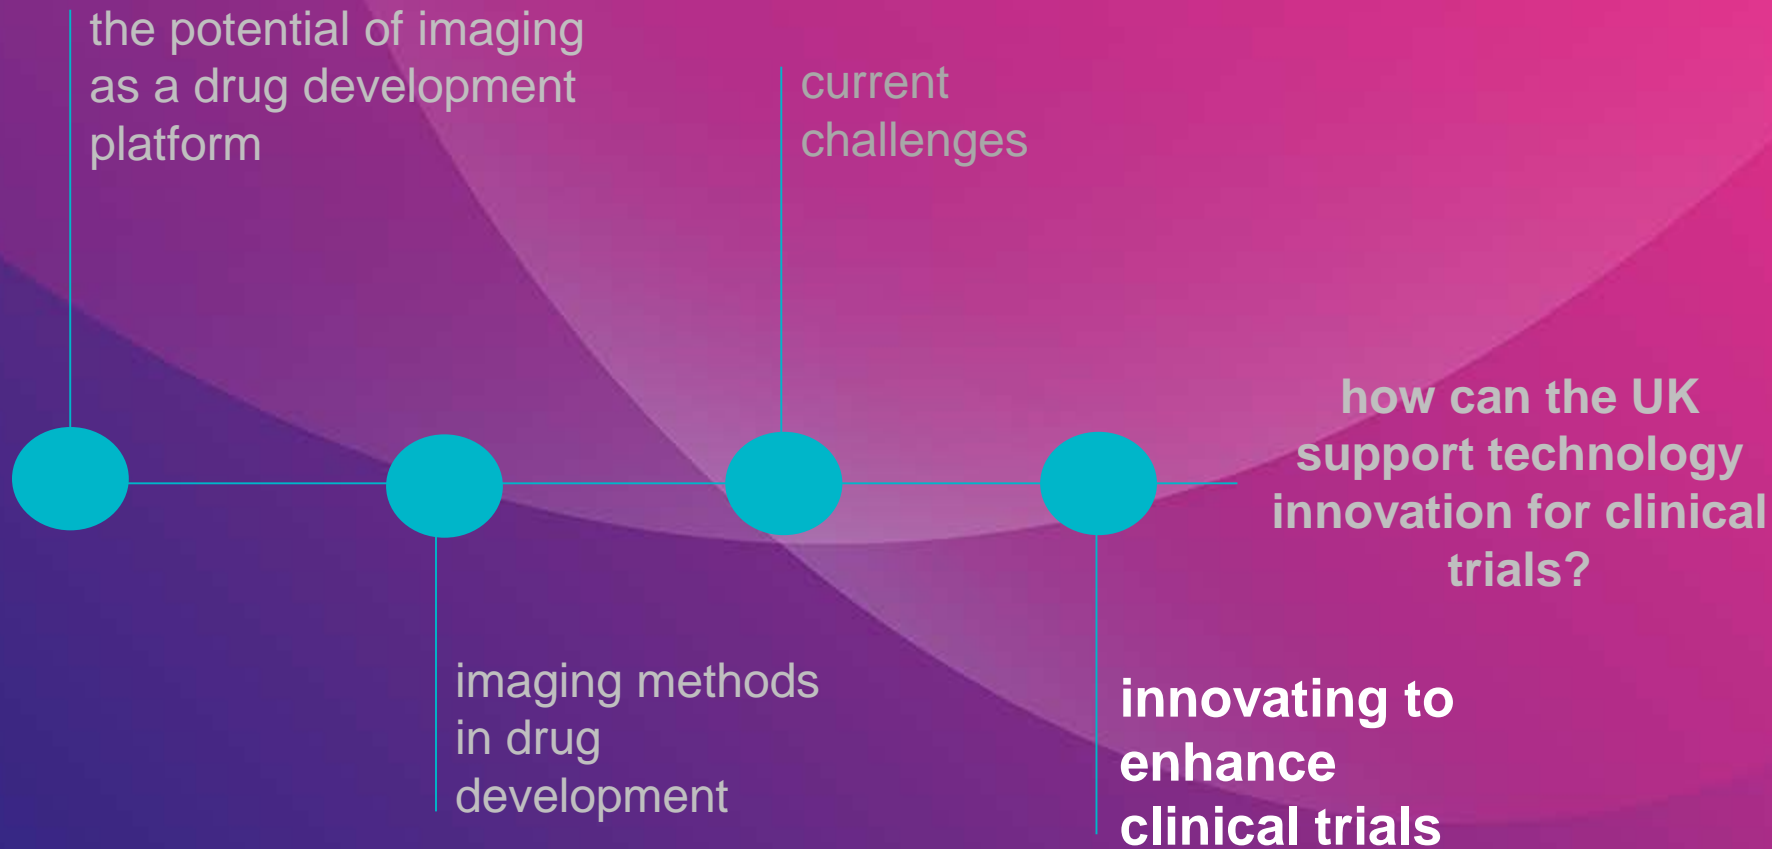 the potential of imaging
as a drug development
platform
current
challenges
how can the UK
support technology
innovation for clinical
trials?
imaging methods
in drug
development
innovating to
enhance
clinical trials